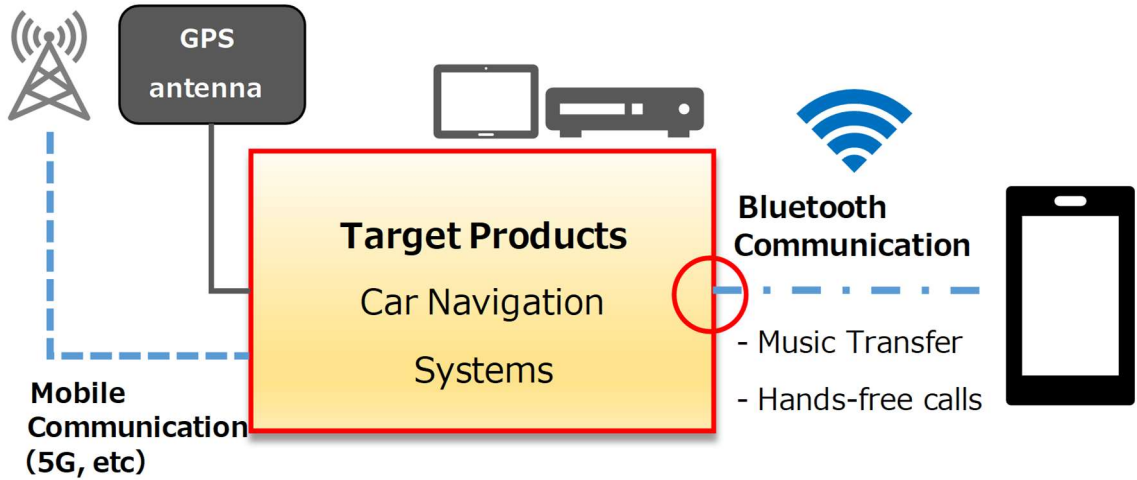 GPS
antenna
Target Products
Car Navigation
Systems
Bluetooth
Communication
- Music Transfer
- Hands-free calls
Mobile
Communication
(5G, etc)